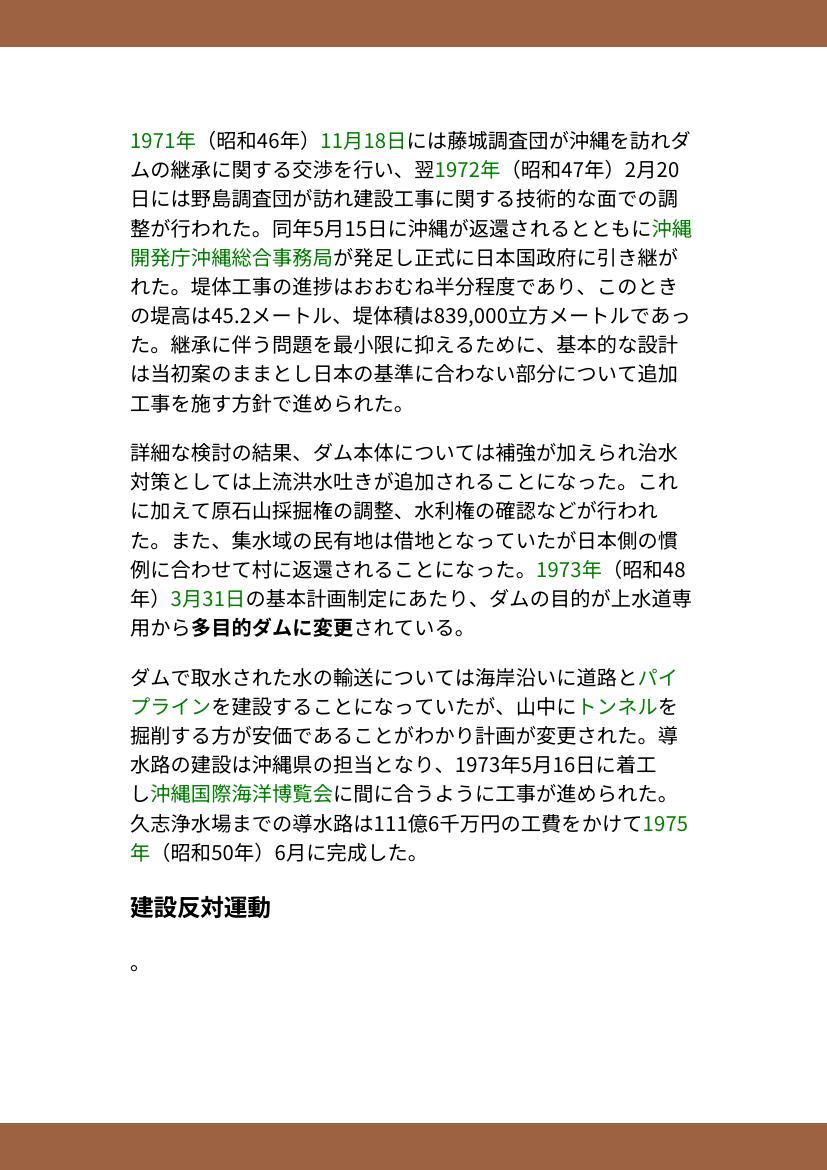 1971年（昭和46年）11月18日には藤城調査団が沖縄を訪れダ
ムの継承に関する交渉を行い、翌1972年（昭和47年）2月20
日には野島調査団が訪れ建設工事に関する技術的な面での調
整が行われた。同年5月15日に沖縄が返還されるとともに沖縄
開発庁沖縄総合事務局が発足し正式に日本国政府に引き継が
れた。堤体工事の進捗はおおむね半分程度であり、このとき
の堤高は45.2メートル、堤体積は839,000立方メートルであっ
た。継承に伴う問題を最小限に抑えるために、基本的な設計
は当初案のままとし日本の基準に合わない部分について追加
工事を施す方針で進められた。
詳細な検討の結果、ダム本体については補強が加えられ治水
対策としては上流洪水吐きが追加されることになった。これ
に加えて原石山採掘権の調整、水利権の確認などが行われ
た。また、集水域の民有地は借地となっていたが日本側の慣
例に合わせて村に返還されることになった。1973年（昭和48
年）3月31日の基本計画制定にあたり、ダムの目的が上水道専
用から多目的ダムに変更されている。
ダムで取水された水の輸送については海岸沿いに道路とパイ
プラインを建設することになっていたが、山中にトンネルを
掘削する方が安価であることがわかり計画が変更された。導
水路の建設は沖縄県の担当となり、1973年5月16日に着工
し沖縄国際海洋博覧会に間に合うように工事が進められた。
久志浄水場までの導水路は111億6千万円の工費をかけて1975
年（昭和50年）6月に完成した。
建設反対運動
。